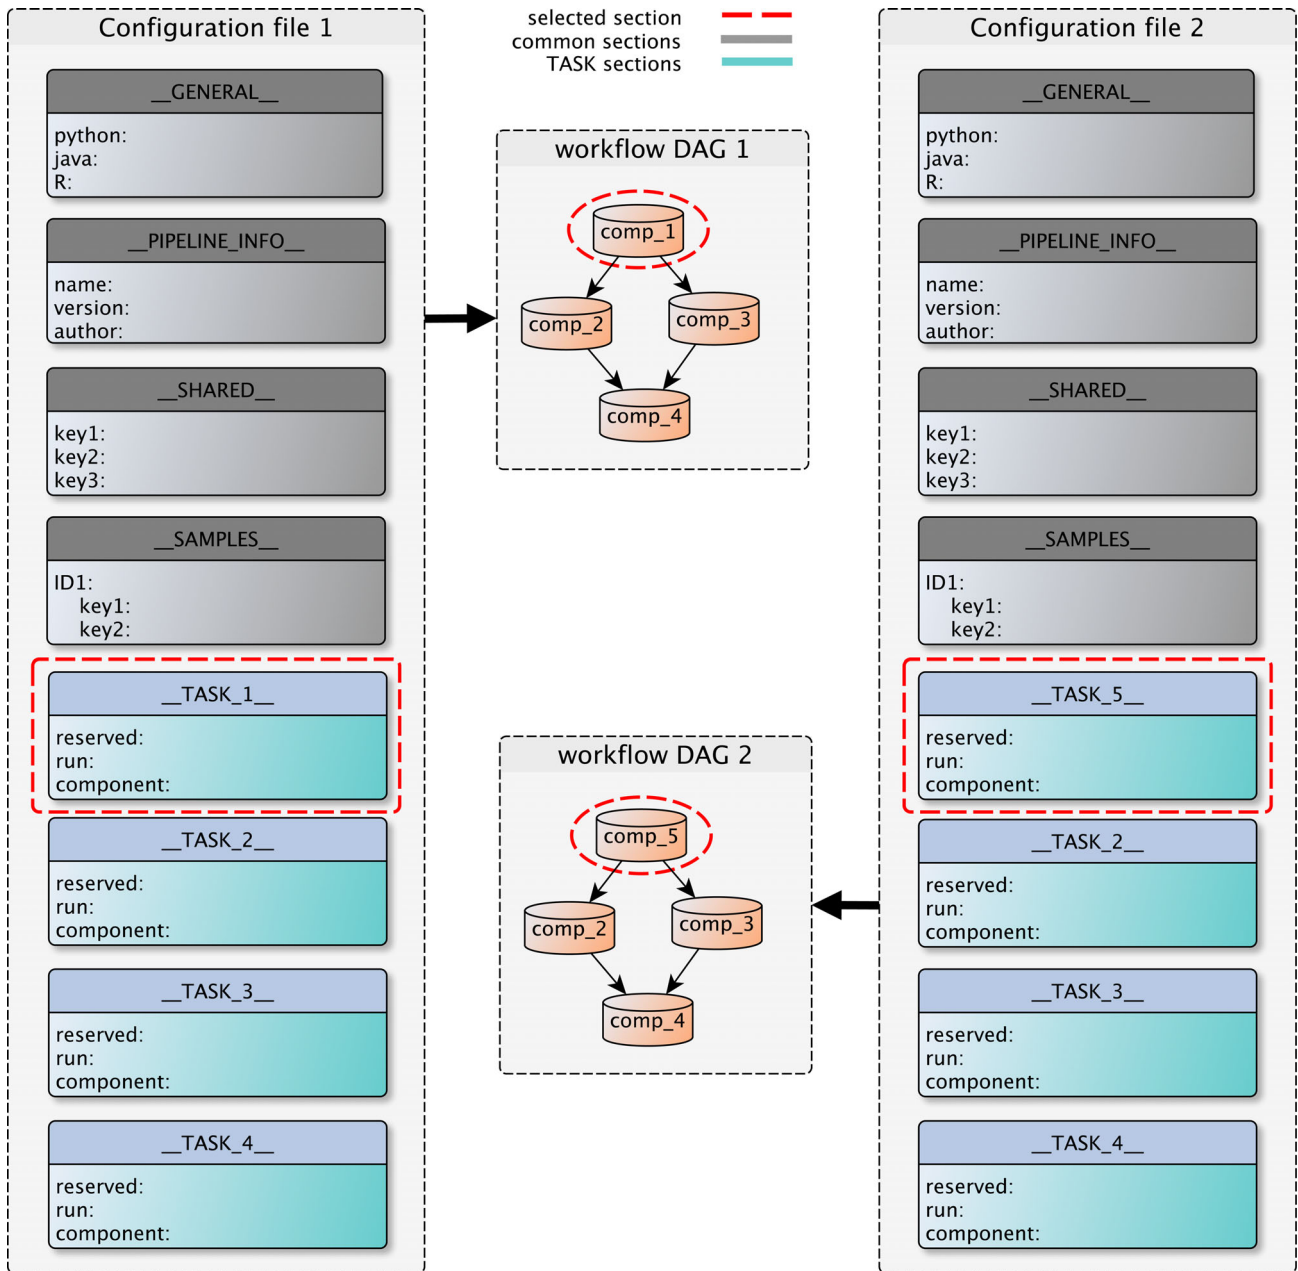 Configuration file 1
__GENERAL__
python:
java:
R:
__PIPELINE_INFO__
name:
version:
author:
__SHARED__
key1:
key2:
key3:
__SAMPLES__
ID1:
key1:
key2:
__TASK_1__
reserved:
run:
component:
__TASK_2__
reserved:
run:
component:
__TASK_3__
reserved:
run:
component:
__TASK_4__
reserved:
run:
component:
selected section
common sections
TASK sections
workflow DAG 1
comp_1
comp_2
comp_3
comp_4
workflow DAG 2
comp_5
comp_2
comp_3
comp_4
Configuration file 2
__GENERAL__
python:
java:
R:
__PIPELINE_INFO__
name:
version:
author:
__SHARED__
key1:
key2:
key3:
__SAMPLES__
ID1:
key1:
key2:
__TASK_5__
reserved:
run:
component:
__TASK_2__
reserved:
run:
component:
__TASK_3__
reserved:
run:
component:
__TASK_4__
reserved:
run:
component: